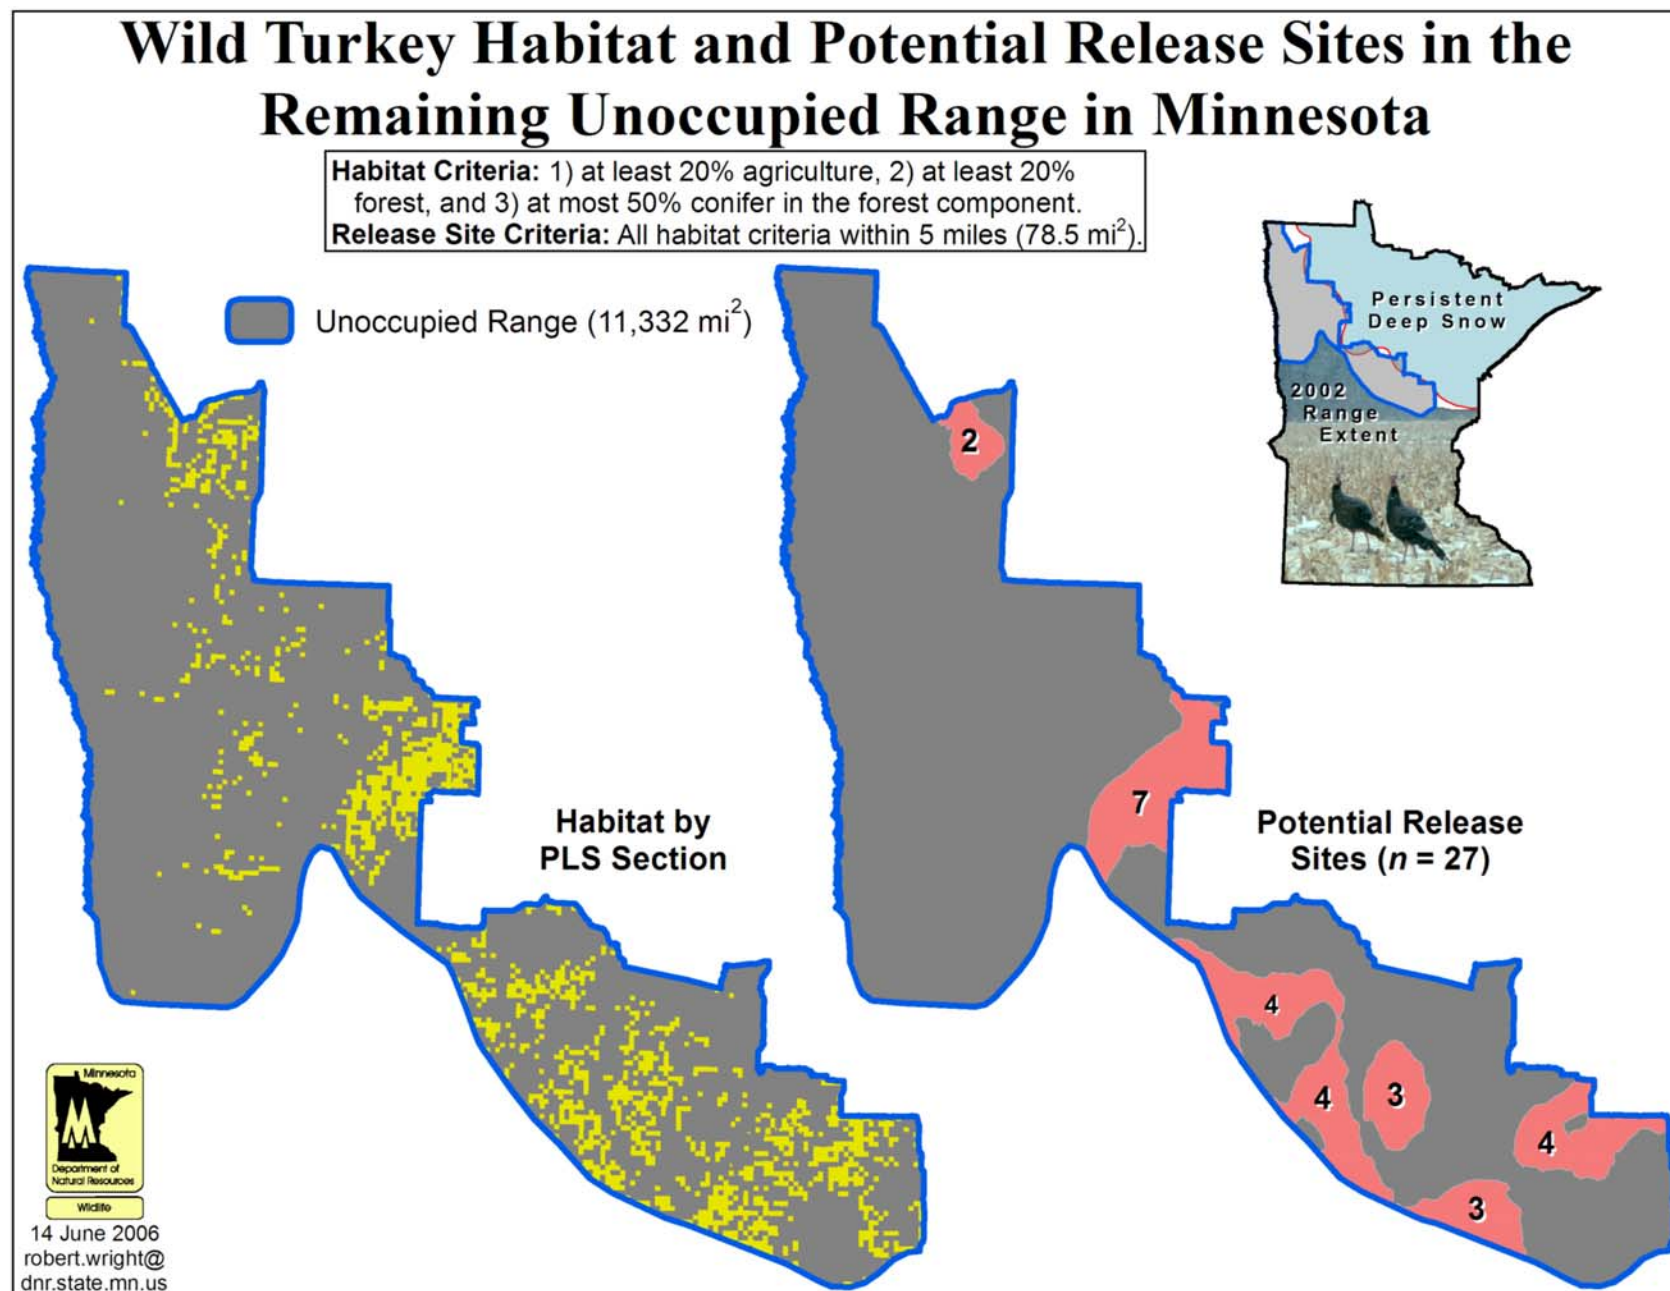 Wild Turkey Habitat and Potential Release Sites in the
Remaining Unoccupied Range in Minnesota
Habitat Criteria: 1) at least 20% agriculture, 2) at least 20%
forest, and 3) at most 50% conifer in the forest component.
Release Site Criteria: All habitat criteria within 5 miles (78.5 mi²).
Unoccupied Range (11,332 mi²)
Persistent
Deep Snow
2002
Range
Extent
2
7
Habitat by
PLS Section
Potential Release
Sites (n = 27)
4
4
3
4
3
Minnesota
Department of
Natural Resources
Wildlife
14 June 2006
robert.wright@
dnr.state.mn.us